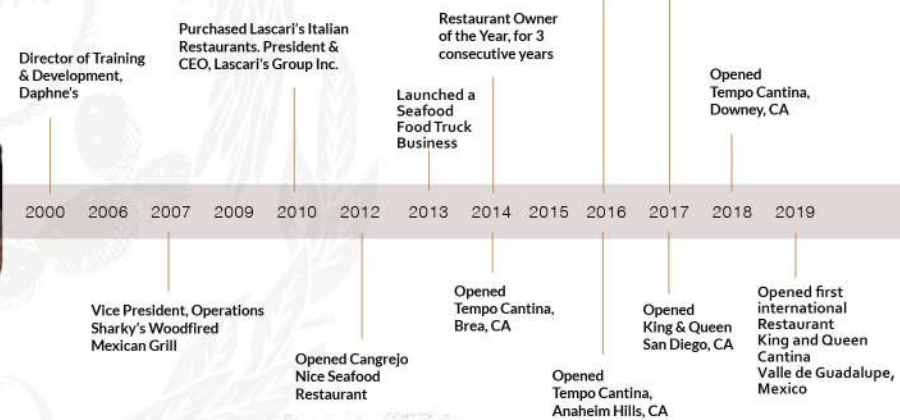 Director of Training
& Development,
Daphne's
Purchased Lascari's Italian
Restaurants. President &
CEO, Lascari's Group Inc.
Launched a
Seafood
Food Truck
Business
Restaurant Owner
of the Year, for 3
consecutive years
Opened
Tempo Cantina,
Downey, CA
2000 2006 2007 2009 2010 2012 2013 2014 2015 2016 2017 2018 2019
Vice President, Operations
Sharky's Woodfired
Mexican Grill
Opened Cangrejo
Nice Seafood
Restaurant
Opened
Tempo Cantina,
Brea, CA
Opened
Tempo Cantina,
Anaheim Hills, CA
Opened
King & Queen
San Diego, CA
Opened first
international
Restaurant
King and Queen
Cantina
Valle de Guadalupe,
Mexico